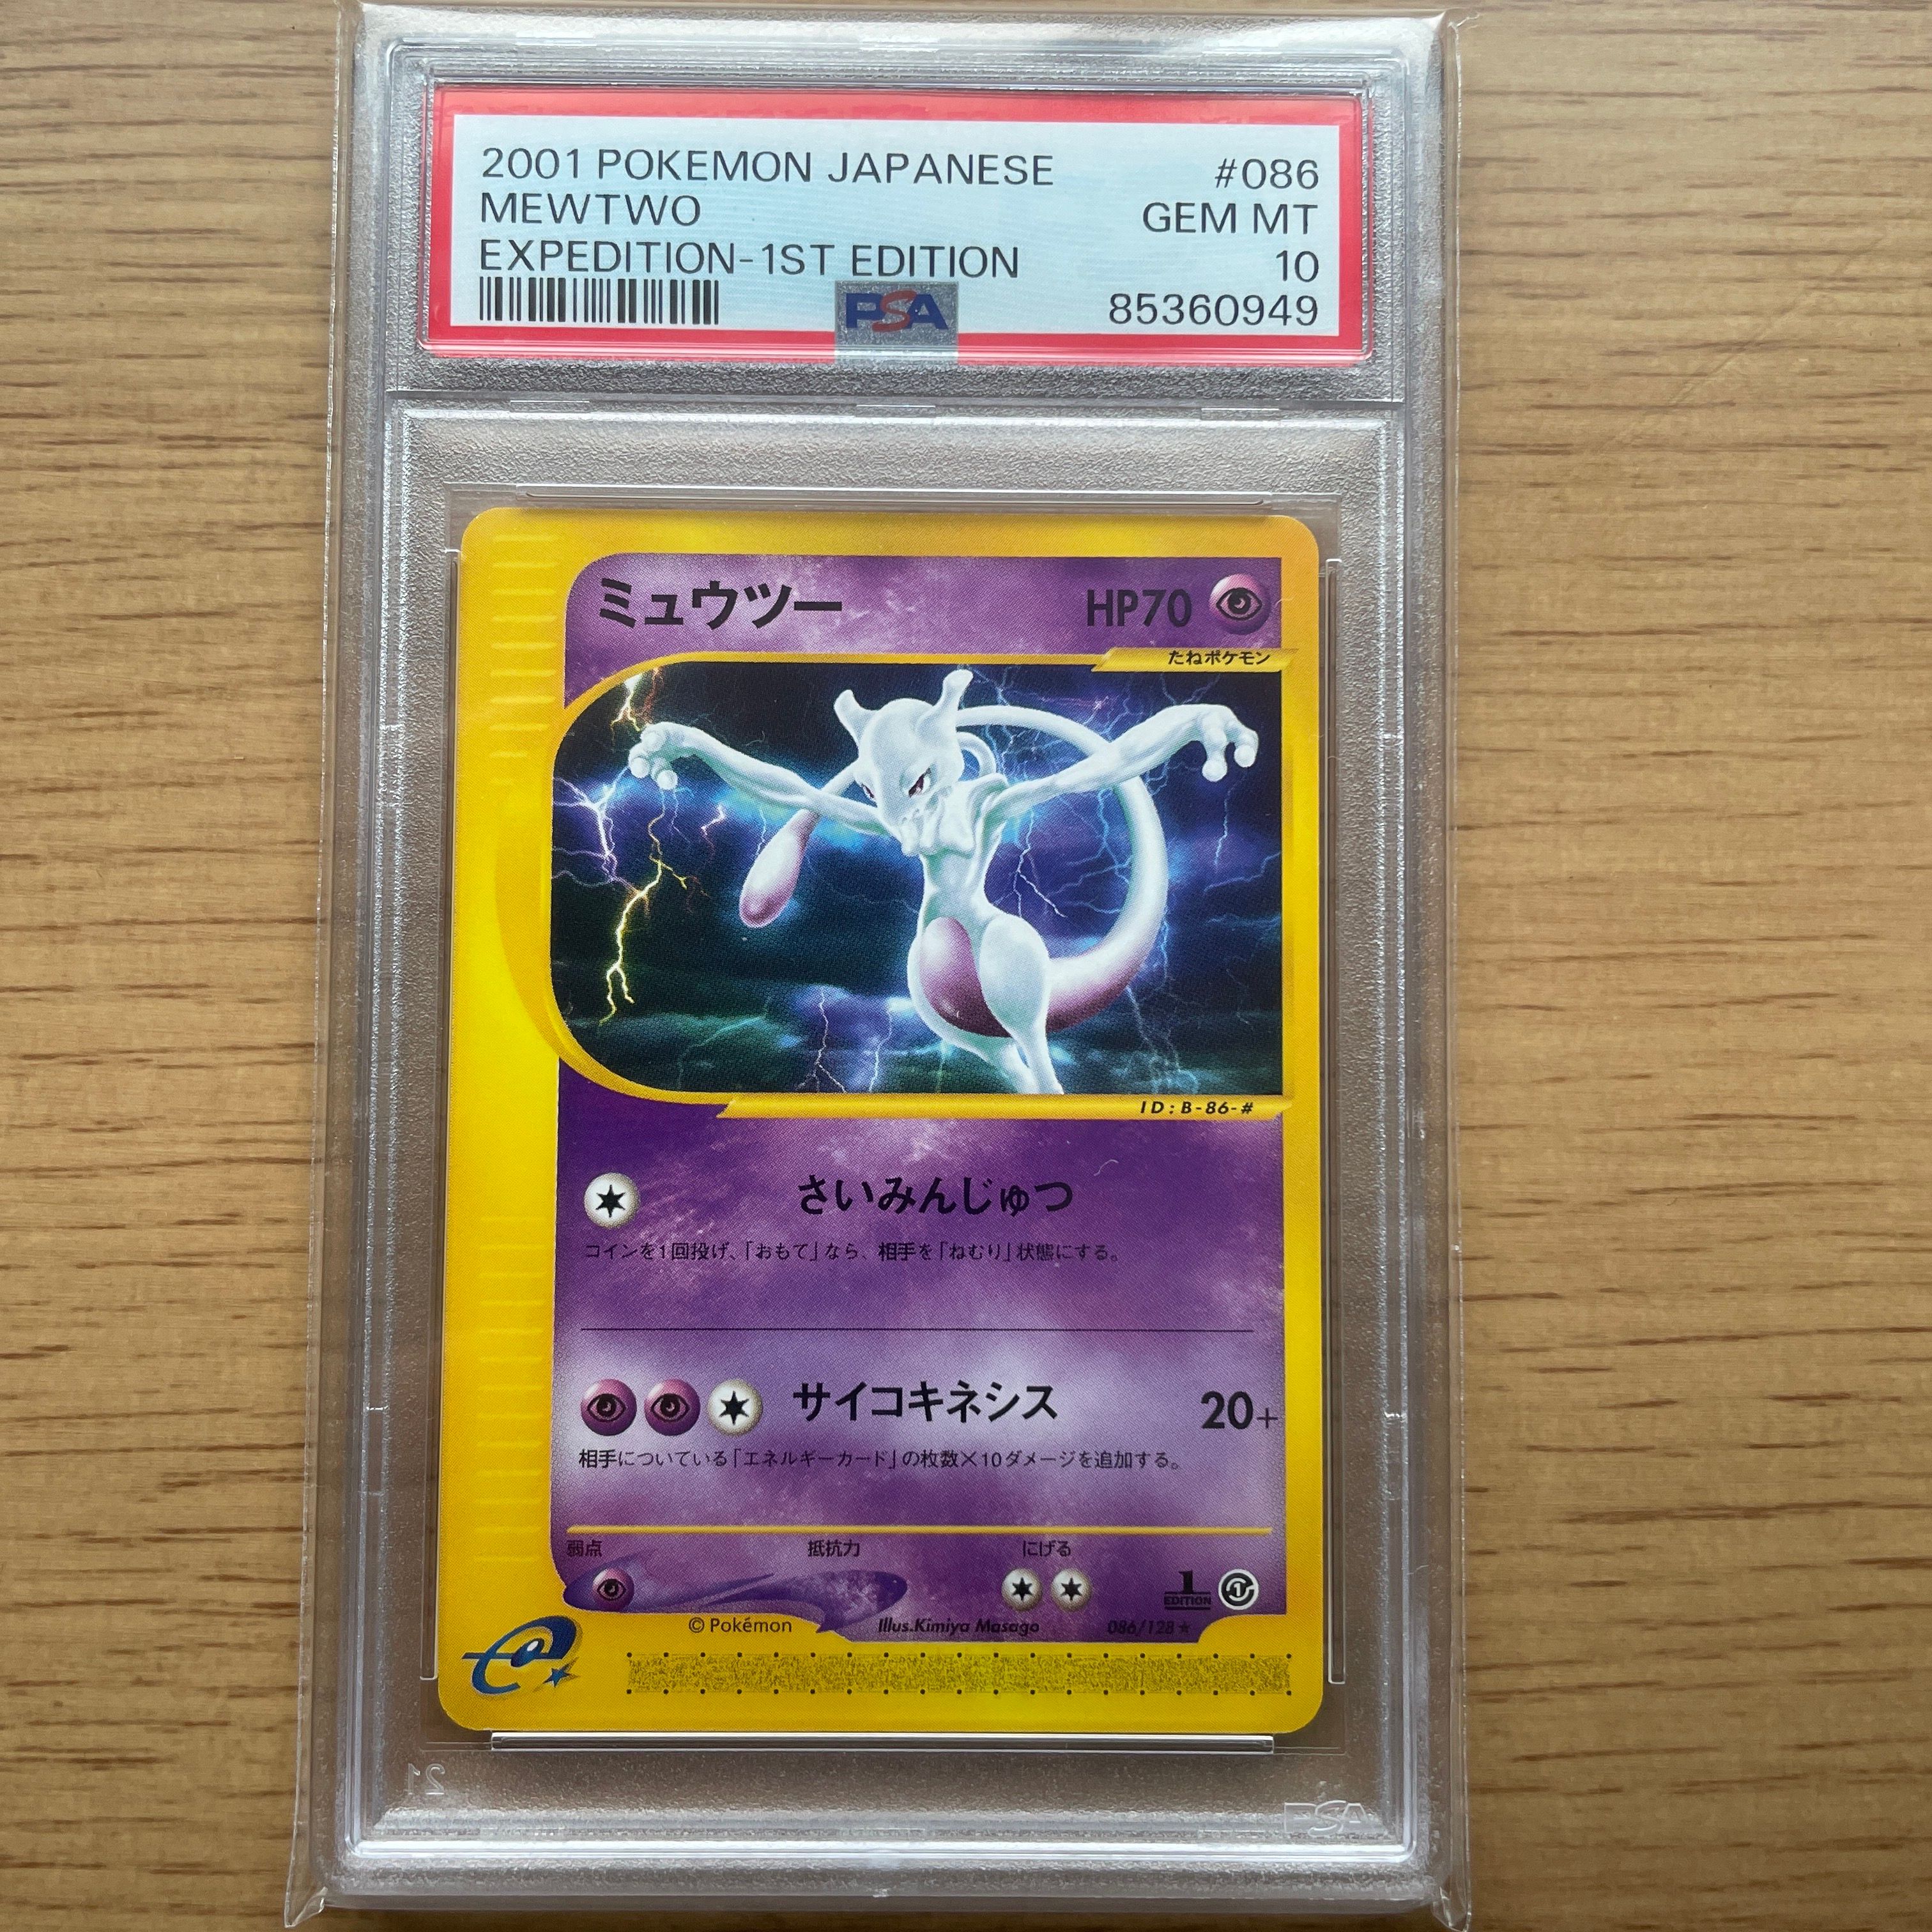 2001 POKEMON JAPANESE #086
MEWTWO GEM MT
EXPEDITION-1ST EDITION 10
PSA 85360949
ミュウツー HP70
たねポケモン
ID:B-86-#
さいみんじゅつ
コインを1回投げ、「おもて」なら、相手を「ねむり」状態にする。
サイコキネシス 20+
相手についている「エネルギーカード」の枚数×10ダメージを追加する。
弱点 抵抗力 にげる
1 EDITION 1
© Pokémon Illus.Kimiya Masago 086/128★
e
21 PSA